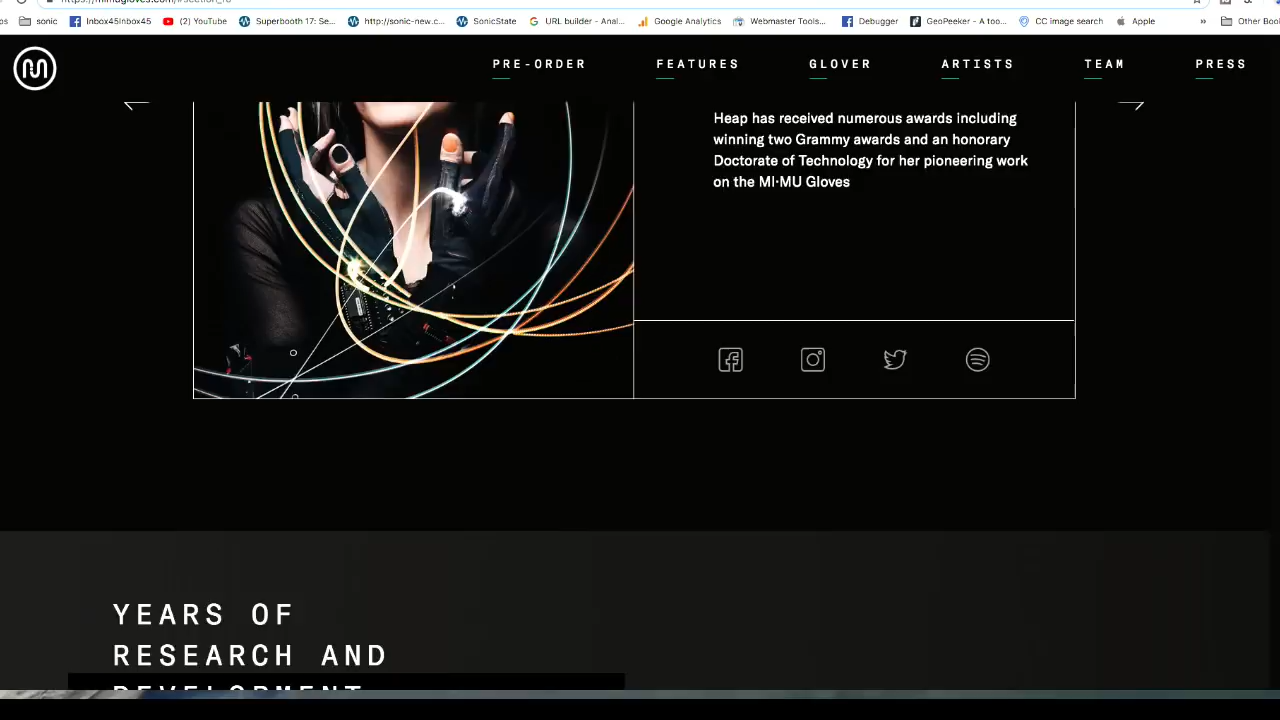 sonic
Inbox45Inbox45
(2) YouTube
Superbooth 17: Se...
http://sonic-new.c...
SonicState
URL builder - Anal...
Google Analytics
Webmaster Tools...
Debugger
GeoPeeker - A too...
CC image search
Apple
»
Other Boo
PRE-ORDER
FEATURES
GLOVER
ARTISTS
TEAM
PRESS
Heap has received numerous awards including
winning two Grammy awards and an honorary
Doctorate of Technology for her pioneering work
on the MI·MU Gloves
YEARS OF
RESEARCH AND
DEVELOPMENT